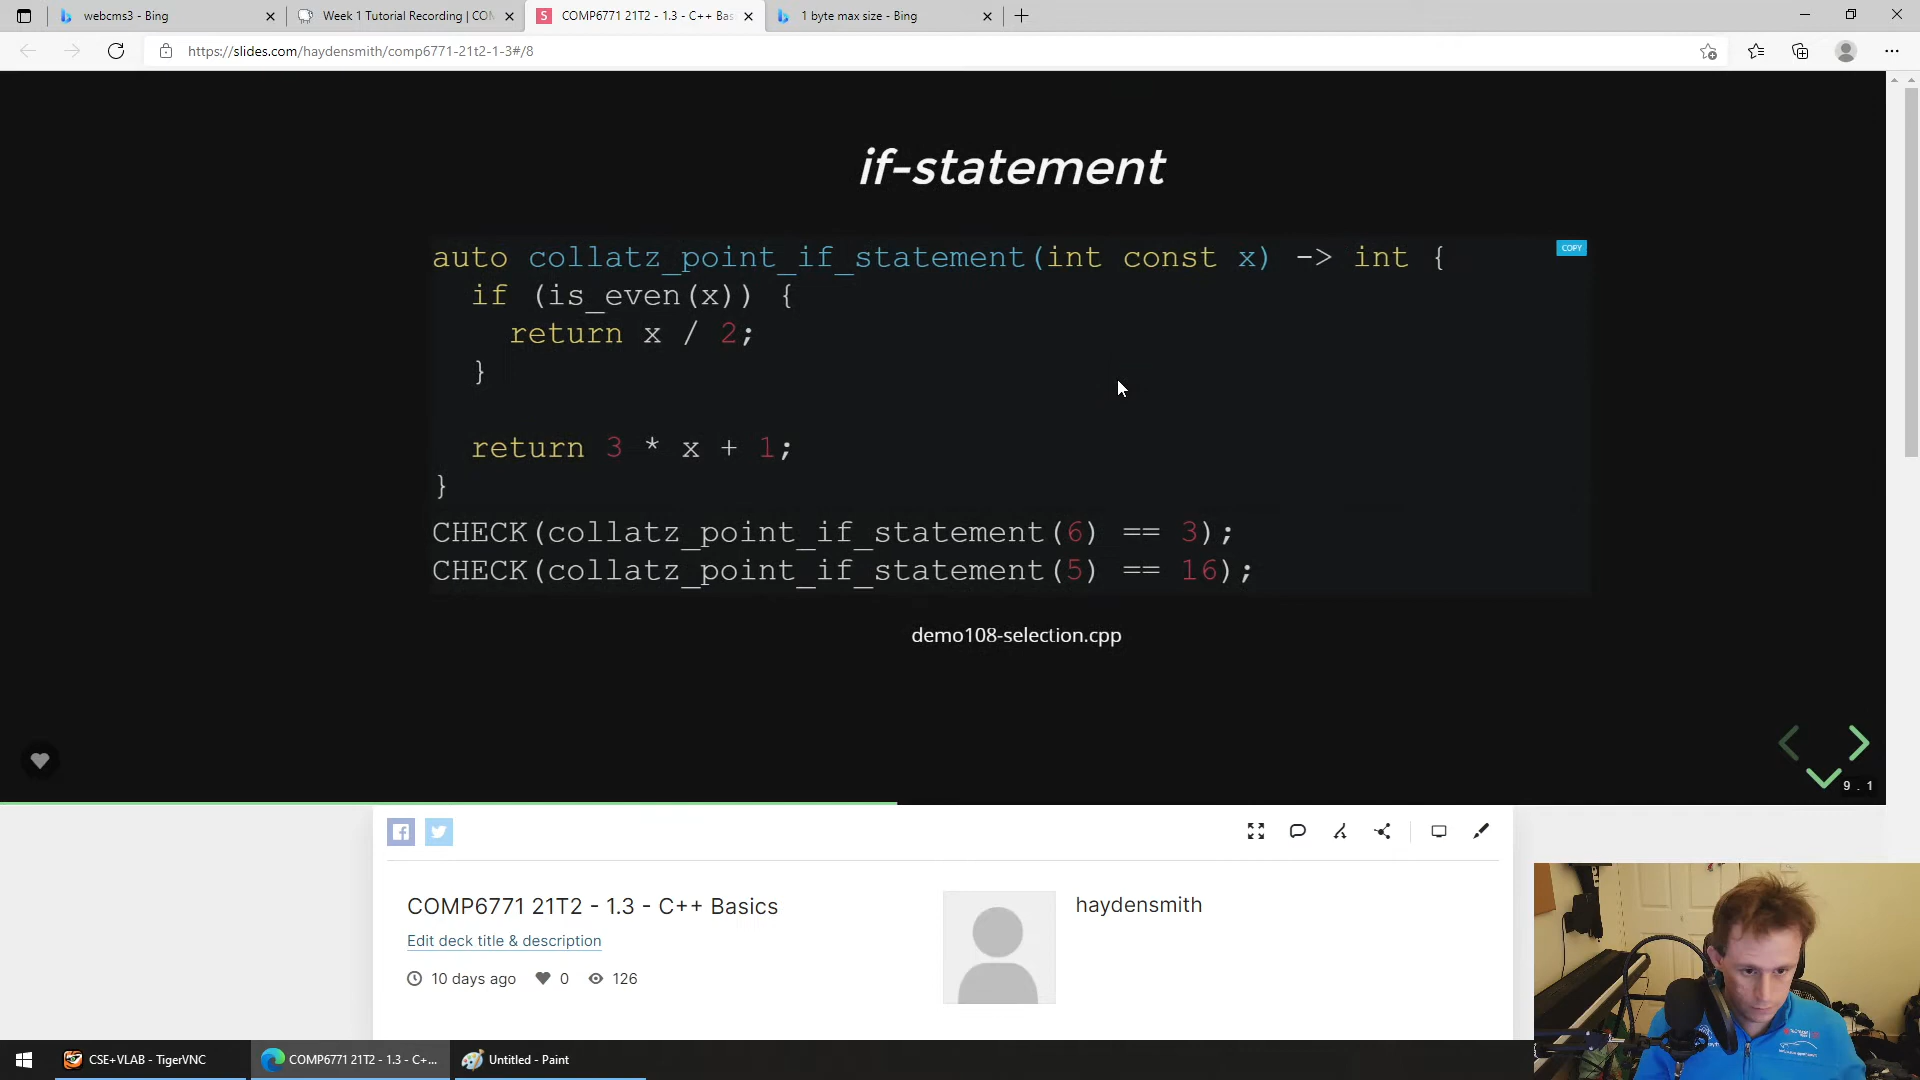 webcms3 - Bing
Week 1 Tutorial Recording | CO
COMP6771 21T2 - 1.3 - C++ Bas
1 byte max size - Bing
https://slides.com/haydensmith/comp6771-21t2-1-3#/8
if-statement
COPY
auto collatz_point_if_statement(int const x) -> int {
if (is_even(x)) {
return x / 2;
}
return 3 * x + 1;
}
CHECK(collatz_point_if_statement(6) == 3);
CHECK(collatz_point_if_statement(5) == 16);
demo108-selection.cpp
9 . 1
COMP6771 21T2 - 1.3 - C++ Basics
haydensmith
Edit deck title & description
10 days ago 0 126
CSE+VLAB - TigerVNC
COMP6771 21T2 - 1.3 - C+...
Untitled - Paint